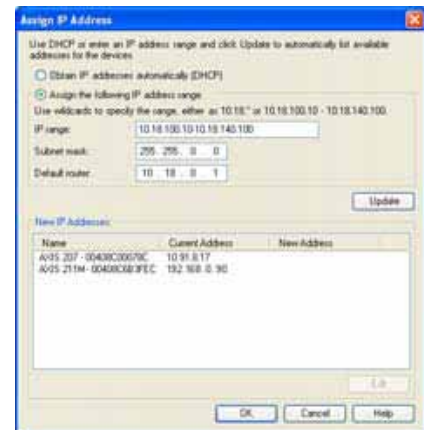 Assign IP Address
Use DHCP or enter an IP address range and click Update to automatically list available
addresses for the devices
Obtain IP addresses automatically (DHCP)
Assign the following IP address range
Use wildcards to specify the range, either as 10.18.* or 10.18.100.10 - 10.18.140.100.
IP range: 10.18.100.10-10.18.140.100
Subnet mask: 255 . 255 . 0 . 0
Default router: 10 . 18 . 0 . 1
Update
New IP Addresses:
Name Current Address New Address
AXIS 207 - 00408C00078C 10.91.8.17
AXIS 211M - 00408C6B3FEC 192.168.0.90
OK Cancel Help